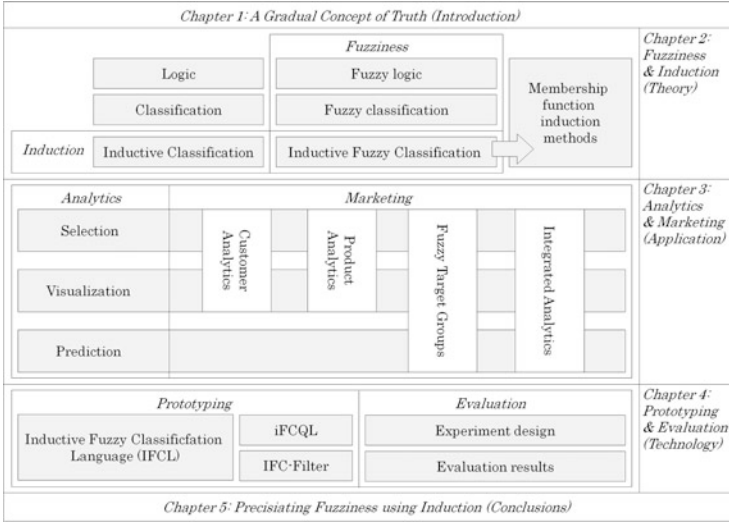 Chapter 1: A Gradual Concept of Truth (Introduction)
Fuzziness
Logic
Fuzzy logic
Classification
Fuzzy classification
Induction
Inductive Classification
Inductive Fuzzy Classification
Membership
function
induction
methods
Chapter 2:
Fuzziness
& Induction
(Theory)
Analytics
Marketing
Selection
Visualization
Prediction
Customer
Analytics
Product
Analytics
Fuzzy Target Groups
Integrated Analytics
Chapter 3:
Analytics
& Marketing
(Application)
Prototyping
Evaluation
Inductive Fuzzy Classificfation
Language (IFCL)
iFCQL
IFC-Filter
Experiment design
Evaluation results
Chapter 4:
Prototyping
& Evaluation
(Technology)
Chapter 5: Precisiating Fuzziness using Induction (Conclusions)